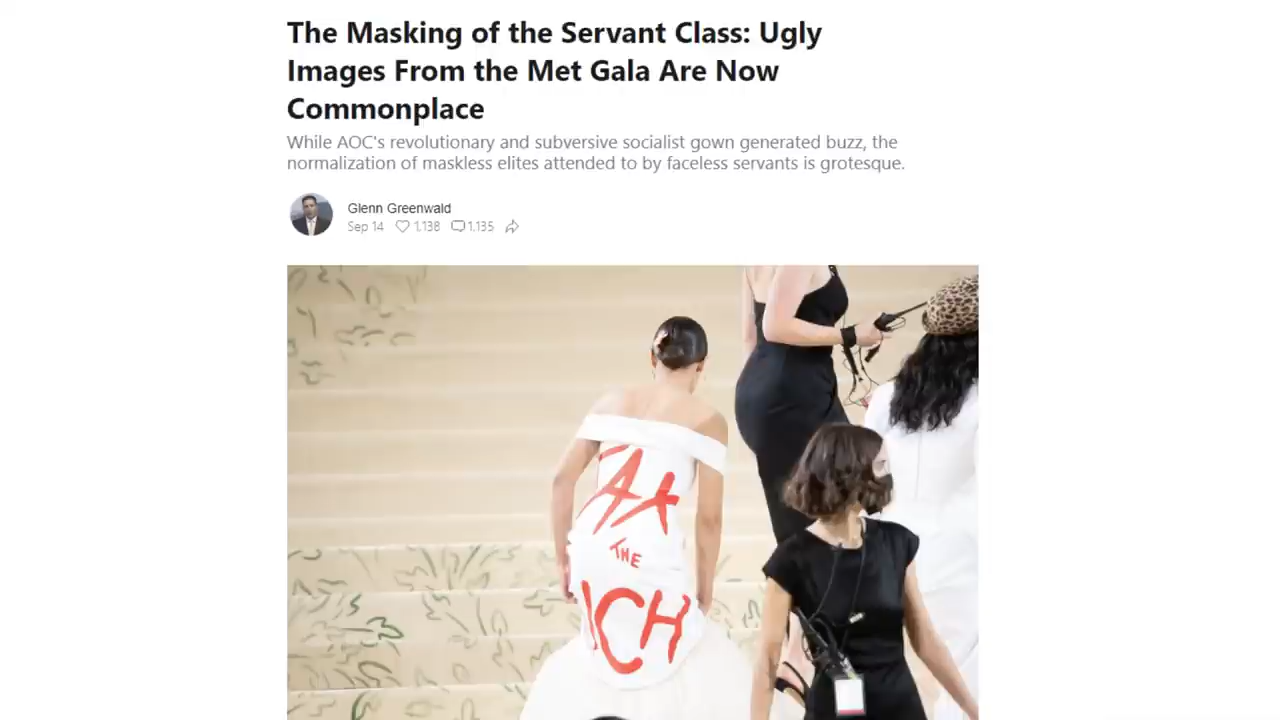 The Masking of the Servant Class: Ugly
Images From the Met Gala Are Now
Commonplace
While AOC's revolutionary and subversive socialist gown generated buzz, the
normalization of maskless elites attended to by faceless servants is grotesque.
Glenn Greenwald
Sep 14 1,138 1,135
AX
THE
ICH